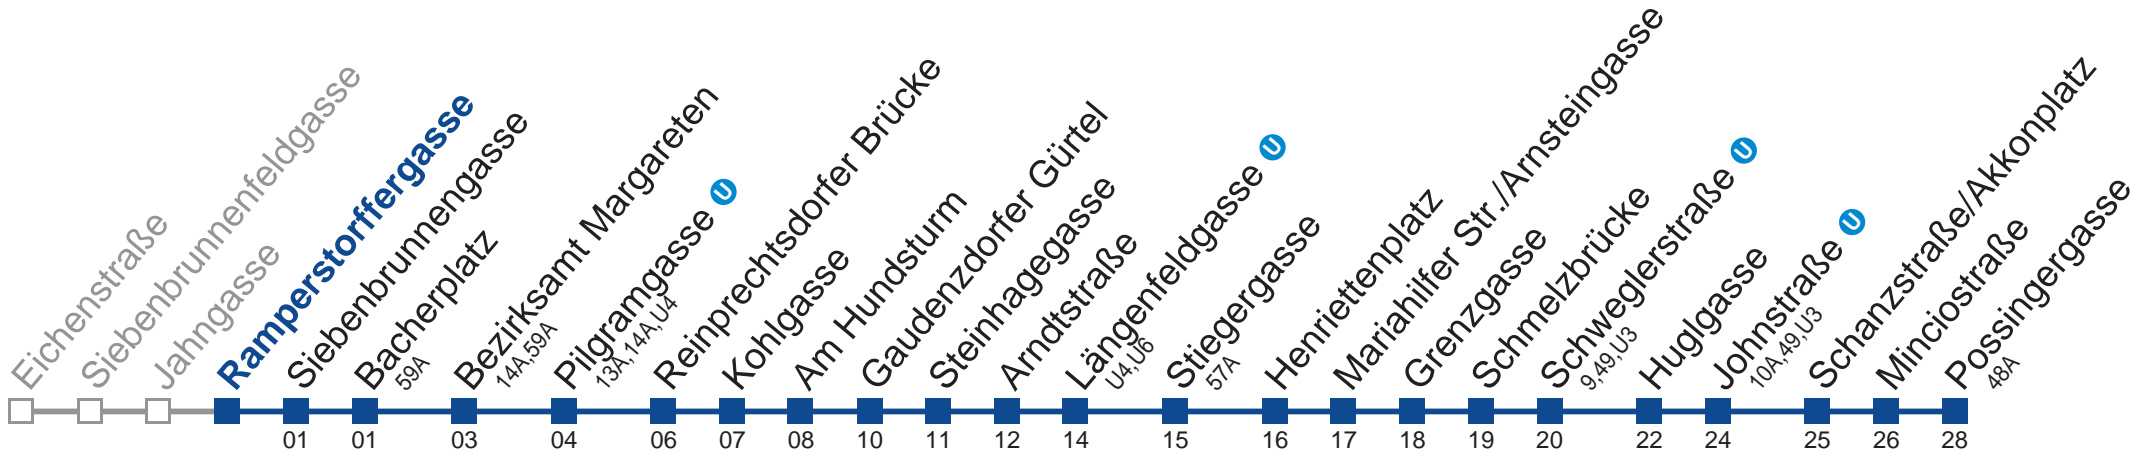 Eichenstraße
Siebenbrunnenfeldgasse
Jahngasse
Ramperstorffergasse
Siebenbrunnengasse
01
Bacherplatz
59A
01
Bezirksamt Margareten
14A,59A
03
Pilgramgasse U
13A,14A,U4
04
Reinprechtsdorfer Brücke
06
Kohlgasse
07
Am Hundsturm
08
Gaudenzdorfer Gürtel
10
Steinhagegasse
11
Arndtstraße
12
Längenfeldgasse U
U4,U6
14
Stiegergasse
57A
15
Henriettenplatz
16
Mariahilfer Str./Arnsteingasse
17
Grenzgasse
18
Schmelzbrücke
19
Schweglerstraße U
9,49,U3
20
Huglgasse
22
Johnstraße U
10A,49,U3
24
Schanzstraße/Akkonplatz
25
Minciostraße
26
Possingergasse
48A
28